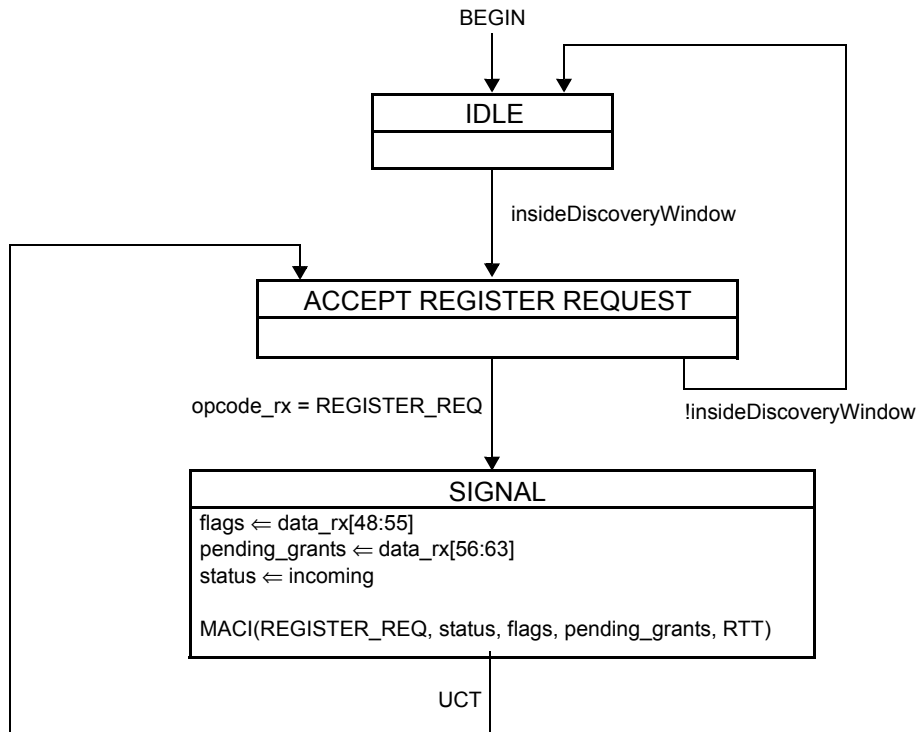 BEGIN
IDLE
insideDiscoveryWindow
ACCEPT REGISTER REQUEST
opcode_rx = REGISTER_REQ
!insideDiscoveryWindow
SIGNAL
flags ⇐ data_rx[48:55]
pending_grants ⇐ data_rx[56:63]
status ⇐ incoming
MACI(REGISTER_REQ, status, flags, pending_grants, RTT)
UCT